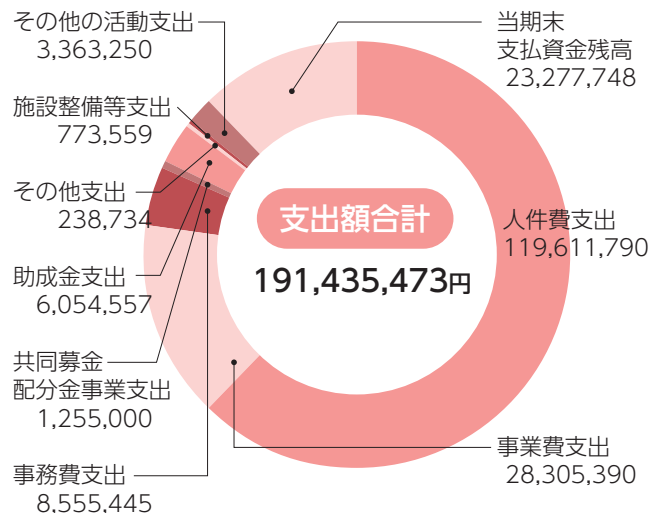 その他の活動支出
3,363,250
施設整備等支出
773,559
その他支出
238,734
助成金支出
6,054,557
共同募金
配分金事業支出
1,255,000
事務費支出
8,555,445
支出額合計
191,435,473円
当期末
支払資金残高
23,277,748
人件費支出
119,611,790
事業費支出
28,305,390